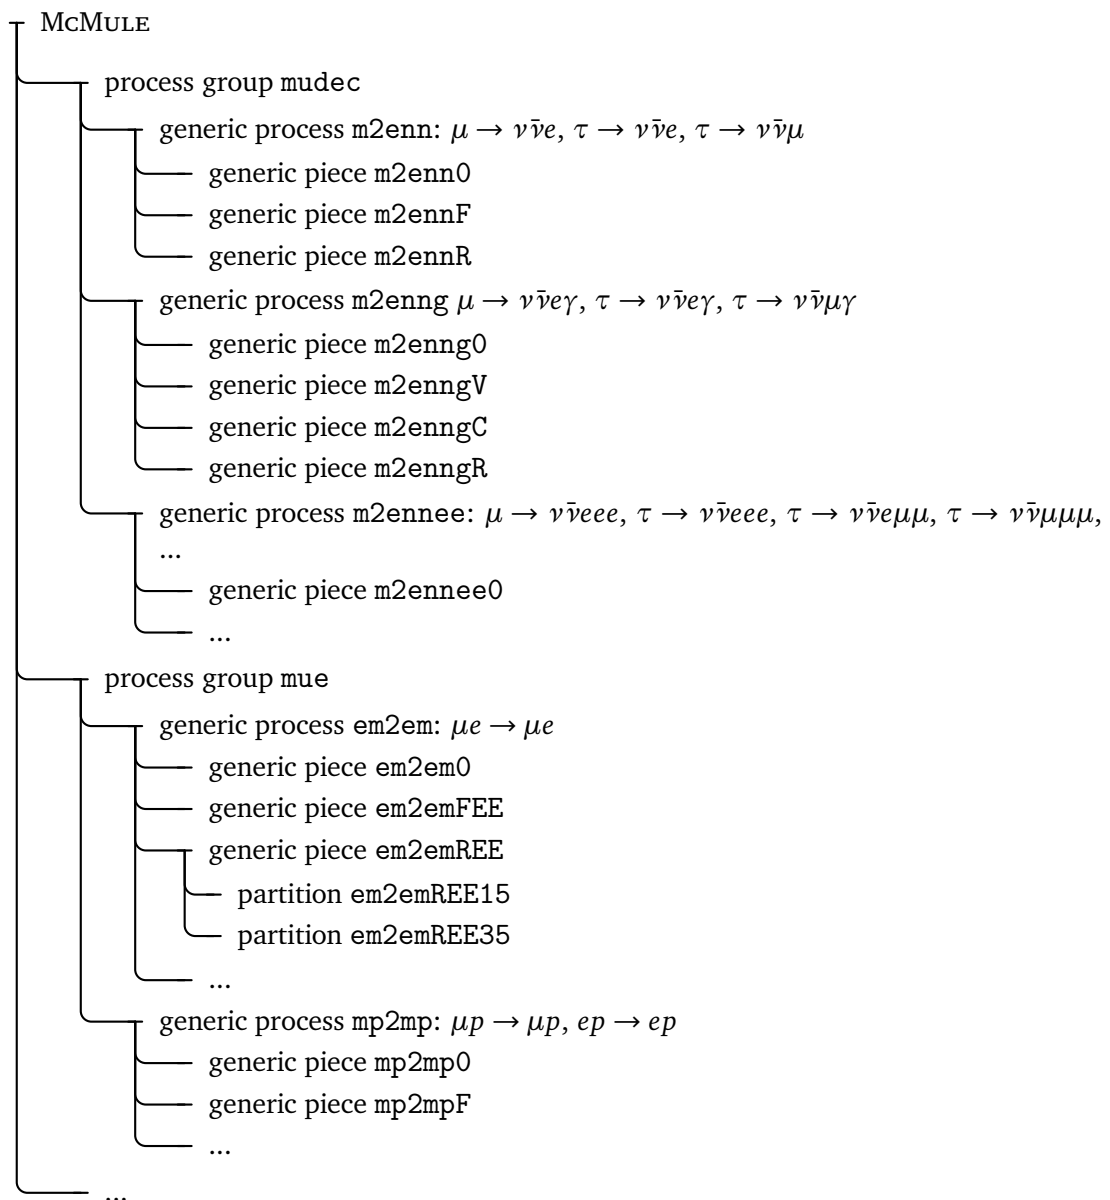 McMule
process group mudec
generic process m2enn: μ → νν̄e, τ → νν̄e, τ → νν̄μ
generic piece m2enn0
generic piece m2ennF
generic piece m2ennR
generic process m2enng μ → νν̄eγ, τ → νν̄eγ, τ → νν̄μγ
generic piece m2enng0
generic piece m2enngV
generic piece m2enngC
generic piece m2enngR
generic process m2ennee: μ → νν̄eee, τ → νν̄eee, τ → νν̄eμμ, τ → νν̄μμμ,
...
generic piece m2ennee0
...
process group mue
generic process em2em: μe → μe
generic piece em2em0
generic piece em2emFEE
generic piece em2emREE
partition em2emREE15
partition em2emREE35
...
generic process mp2mp: μp → μp, ep → ep
generic piece mp2mp0
generic piece mp2mpF
...
...